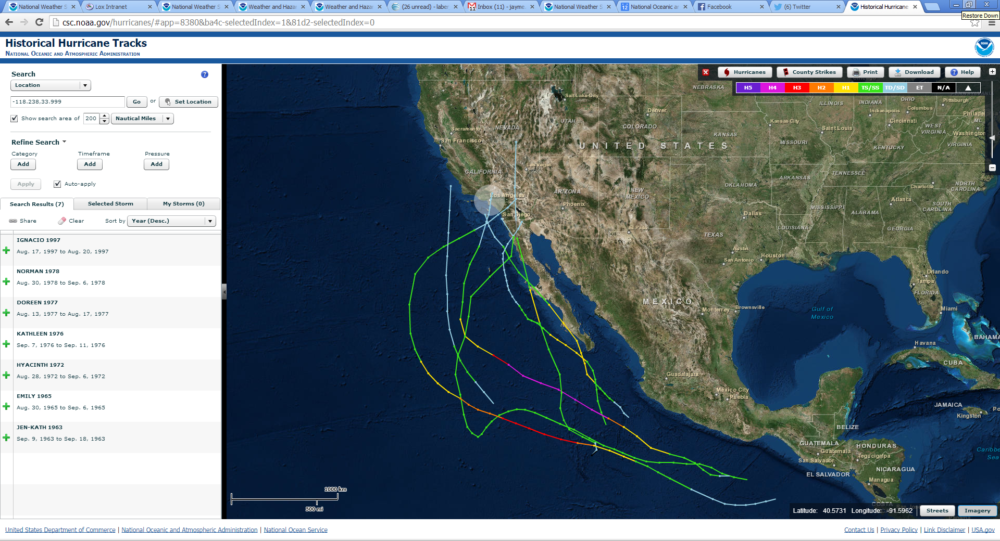 National Weather S
Lox Intranet
National Weather S
Weather and Haza
Weather and Haza
(26 unread) - laber
Inbox (11) - jayme.
National Weather S
National Oceanic a
Facebook
(6) Twitter
Historical Hurricane
Restore Down
csc.noaa.gov/hurricanes/#app=8380&ba4c-selectedIndex=1&81d2-selectedIndex=0
Historical Hurricane Tracks
National Oceanic and Atmospheric Administration
Search
Location
-118.238,33.999
Go or Set Location
Show search area of 200 Nautical Miles
Refine Search
Category Timeframe Pressure
Add Add Add
Apply Auto-apply
Search Results (7) Selected Storm My Storms (0)
Share Clear Sort by Year (Desc.)
IGNACIO 1997
Aug. 17, 1997 to Aug. 20, 1997
NORMAN 1978
Aug. 30, 1978 to Sep. 6, 1978
DOREEN 1977
Aug. 13, 1977 to Aug. 17, 1977
KATHLEEN 1976
Sep. 7, 1976 to Sep. 11, 1976
HYACINTH 1972
Aug. 28, 1972 to Sep. 6, 1972
EMILY 1965
Aug. 30, 1965 to Sep. 6, 1965
JEN-KATH 1963
Sep. 9, 1963 to Sep. 18, 1963
Hurricanes County Strikes Print Download Help
H5 H4 H3 H2 H1 TS/SS TD/SD ET N/A
NEBRASKA
Salt Lake City
ILLINOIS
INDIANA
OHIO
Pittsburgh
Columbus
Indianapolis
Denver
Philadel
Kansas City
Cincinnati
Sacramento
NEVADA
UTAH
COLORADO
Saint Louis
WEST
VIRGINIA
Washington
KANSAS
San Francisco
MISSOURI
VIRGINIA
UNITED STATES
KENTUCKY
Las Vegas
CALIFORNIA
TENNESSEE
ARKANSAS
OKLAHOMA
Charlotte
NORTH
CAROLINA
ARIZONA
NEW
MEXICO
Los Angeles
Atlanta
SOUTH
CAROLINA
Phoenix
MISSISSIPPI
ALABAMA
San Diego
Dallas
El Paso
LOUISIANA
GEORGIA
TEXAS
Austin
San Antonio
Houston
Orlando
Tampa
FLORIDA
MEXICO
Monterrey
Brownsville
Gulf of
Mexico
Miami
BAHAMA
Havana
CUBA
Guadalajara
Mexico City
Puebla
JAMAICA
Kingston
Po
BELIZE
GUATEMALA
HONDURAS
Guatemala
Caribbe
Sea
Tegucigalpa
San Salvador
EL SALVADOR
NICARAGUA
Managua
COSTA
1000 km
500 mi
Latitude: 40.5731 Longitude: -91.5962 Streets Imagery
United States Department of Commerce | National Oceanic and Atmospheric Administration | National Ocean Service
Contact Us | Privacy Policy | Link Disclaimer | USA.gov